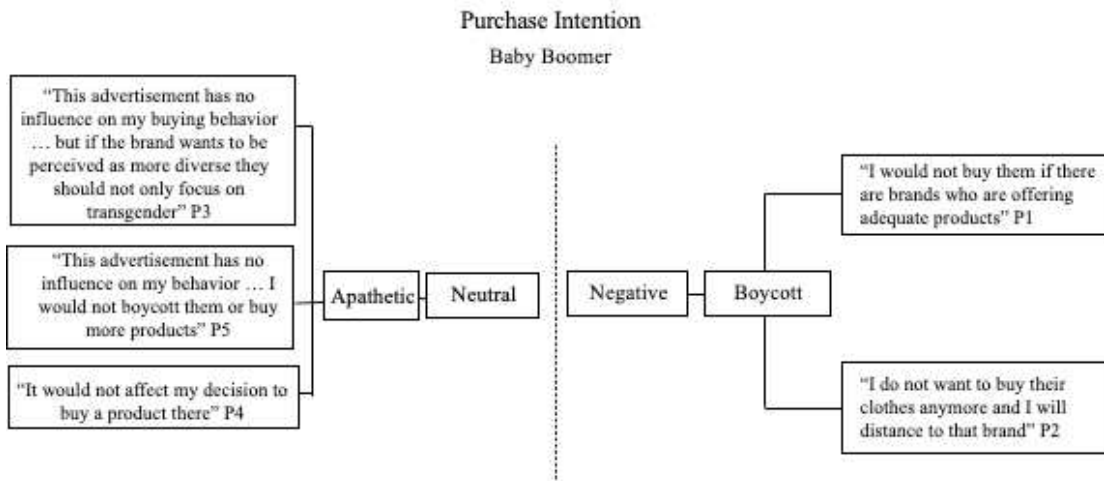 Purchase Intention
Baby Boomer
“This advertisement has no
influence on my buying behavior
… but if the brand wants to be
perceived as more diverse they
should not only focus on
transgender” P3
“This advertisement has no
influence on my behavior … I
would not boycott them or buy
more products” P5
“It would not affect my decision to
buy a product there” P4
Apathetic
Neutral
Negative
Boycott
“I would not buy them if there
are brands who are offering
adequate products” P1
“I do not want to buy their
clothes anymore and I will
distance to that brand” P2